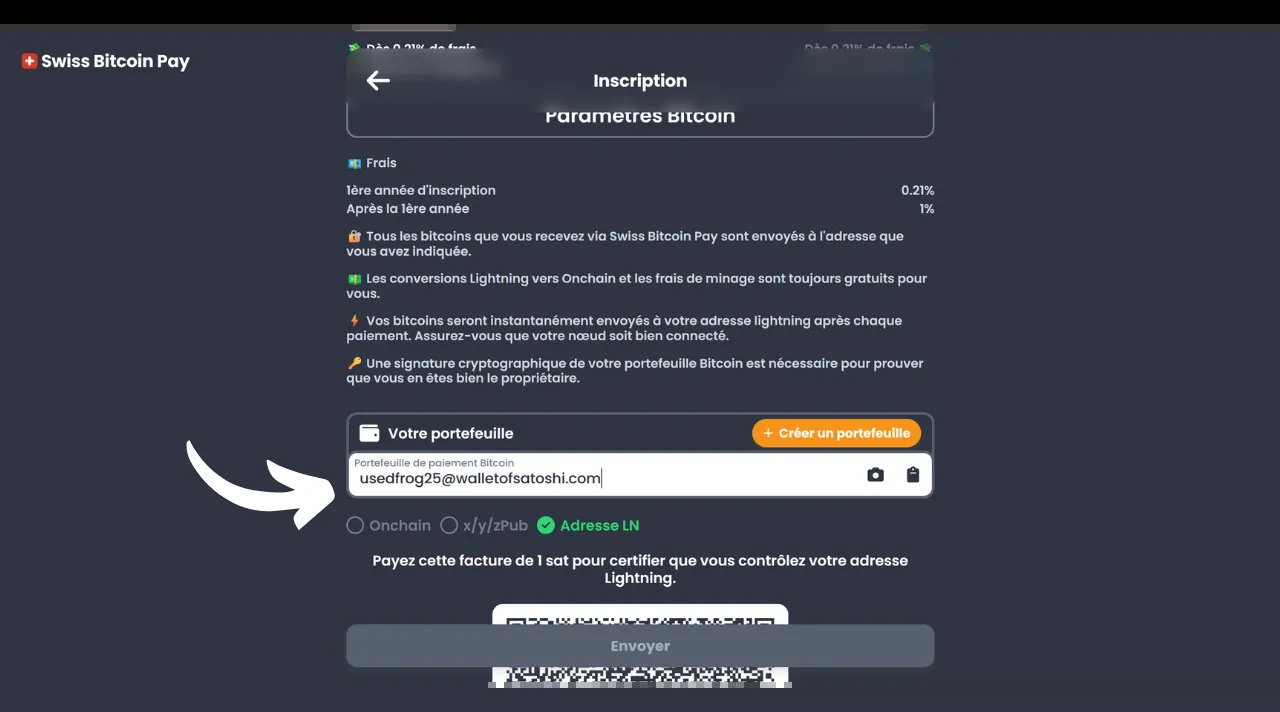 Dès 0.21% de frais
Dès 0.21% de frais
Swiss Bitcoin Pay
Inscription
Paramètres Bitcoin
Frais
1ère année d'inscription 0.21%
Après la 1ère année 1%
Tous les bitcoins que vous recevez via Swiss Bitcoin Pay sont envoyés à l'adresse que
vous avez indiquée.
Les conversions Lightning vers Onchain et les frais de minage sont toujours gratuits pour
vous.
Vos bitcoins seront instantanément envoyés à votre adresse lightning après chaque
paiement. Assurez-vous que votre nœud soit bien connecté.
Une signature cryptographique de votre portefeuille Bitcoin est nécessaire pour prouver
que vous en êtes bien le propriétaire.
Votre portefeuille
+ Créer un portefeuille
Portefeuille de paiement Bitcoin
usedfrog25@walletofsatoshi.com
Onchain x/y/zPub Adresse LN
Payez cette facture de 1 sat pour certifier que vous contrôlez votre adresse
Lightning.
Envoyer